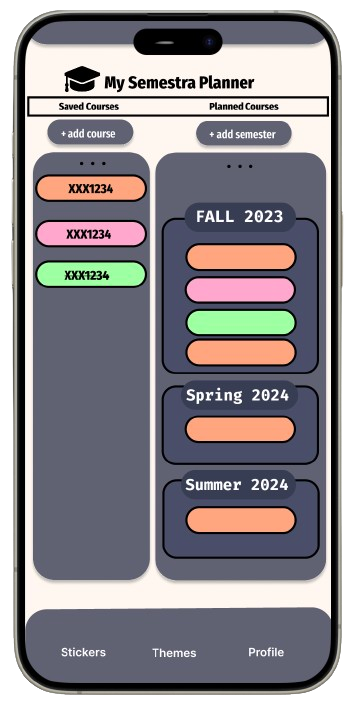 My Semestra Planner
Saved Courses Planned Courses
+ add course + add semester
XXX1234
XXX1234
XXX1234
FALL 2023
Spring 2024
Summer 2024
Stickers Themes Profile